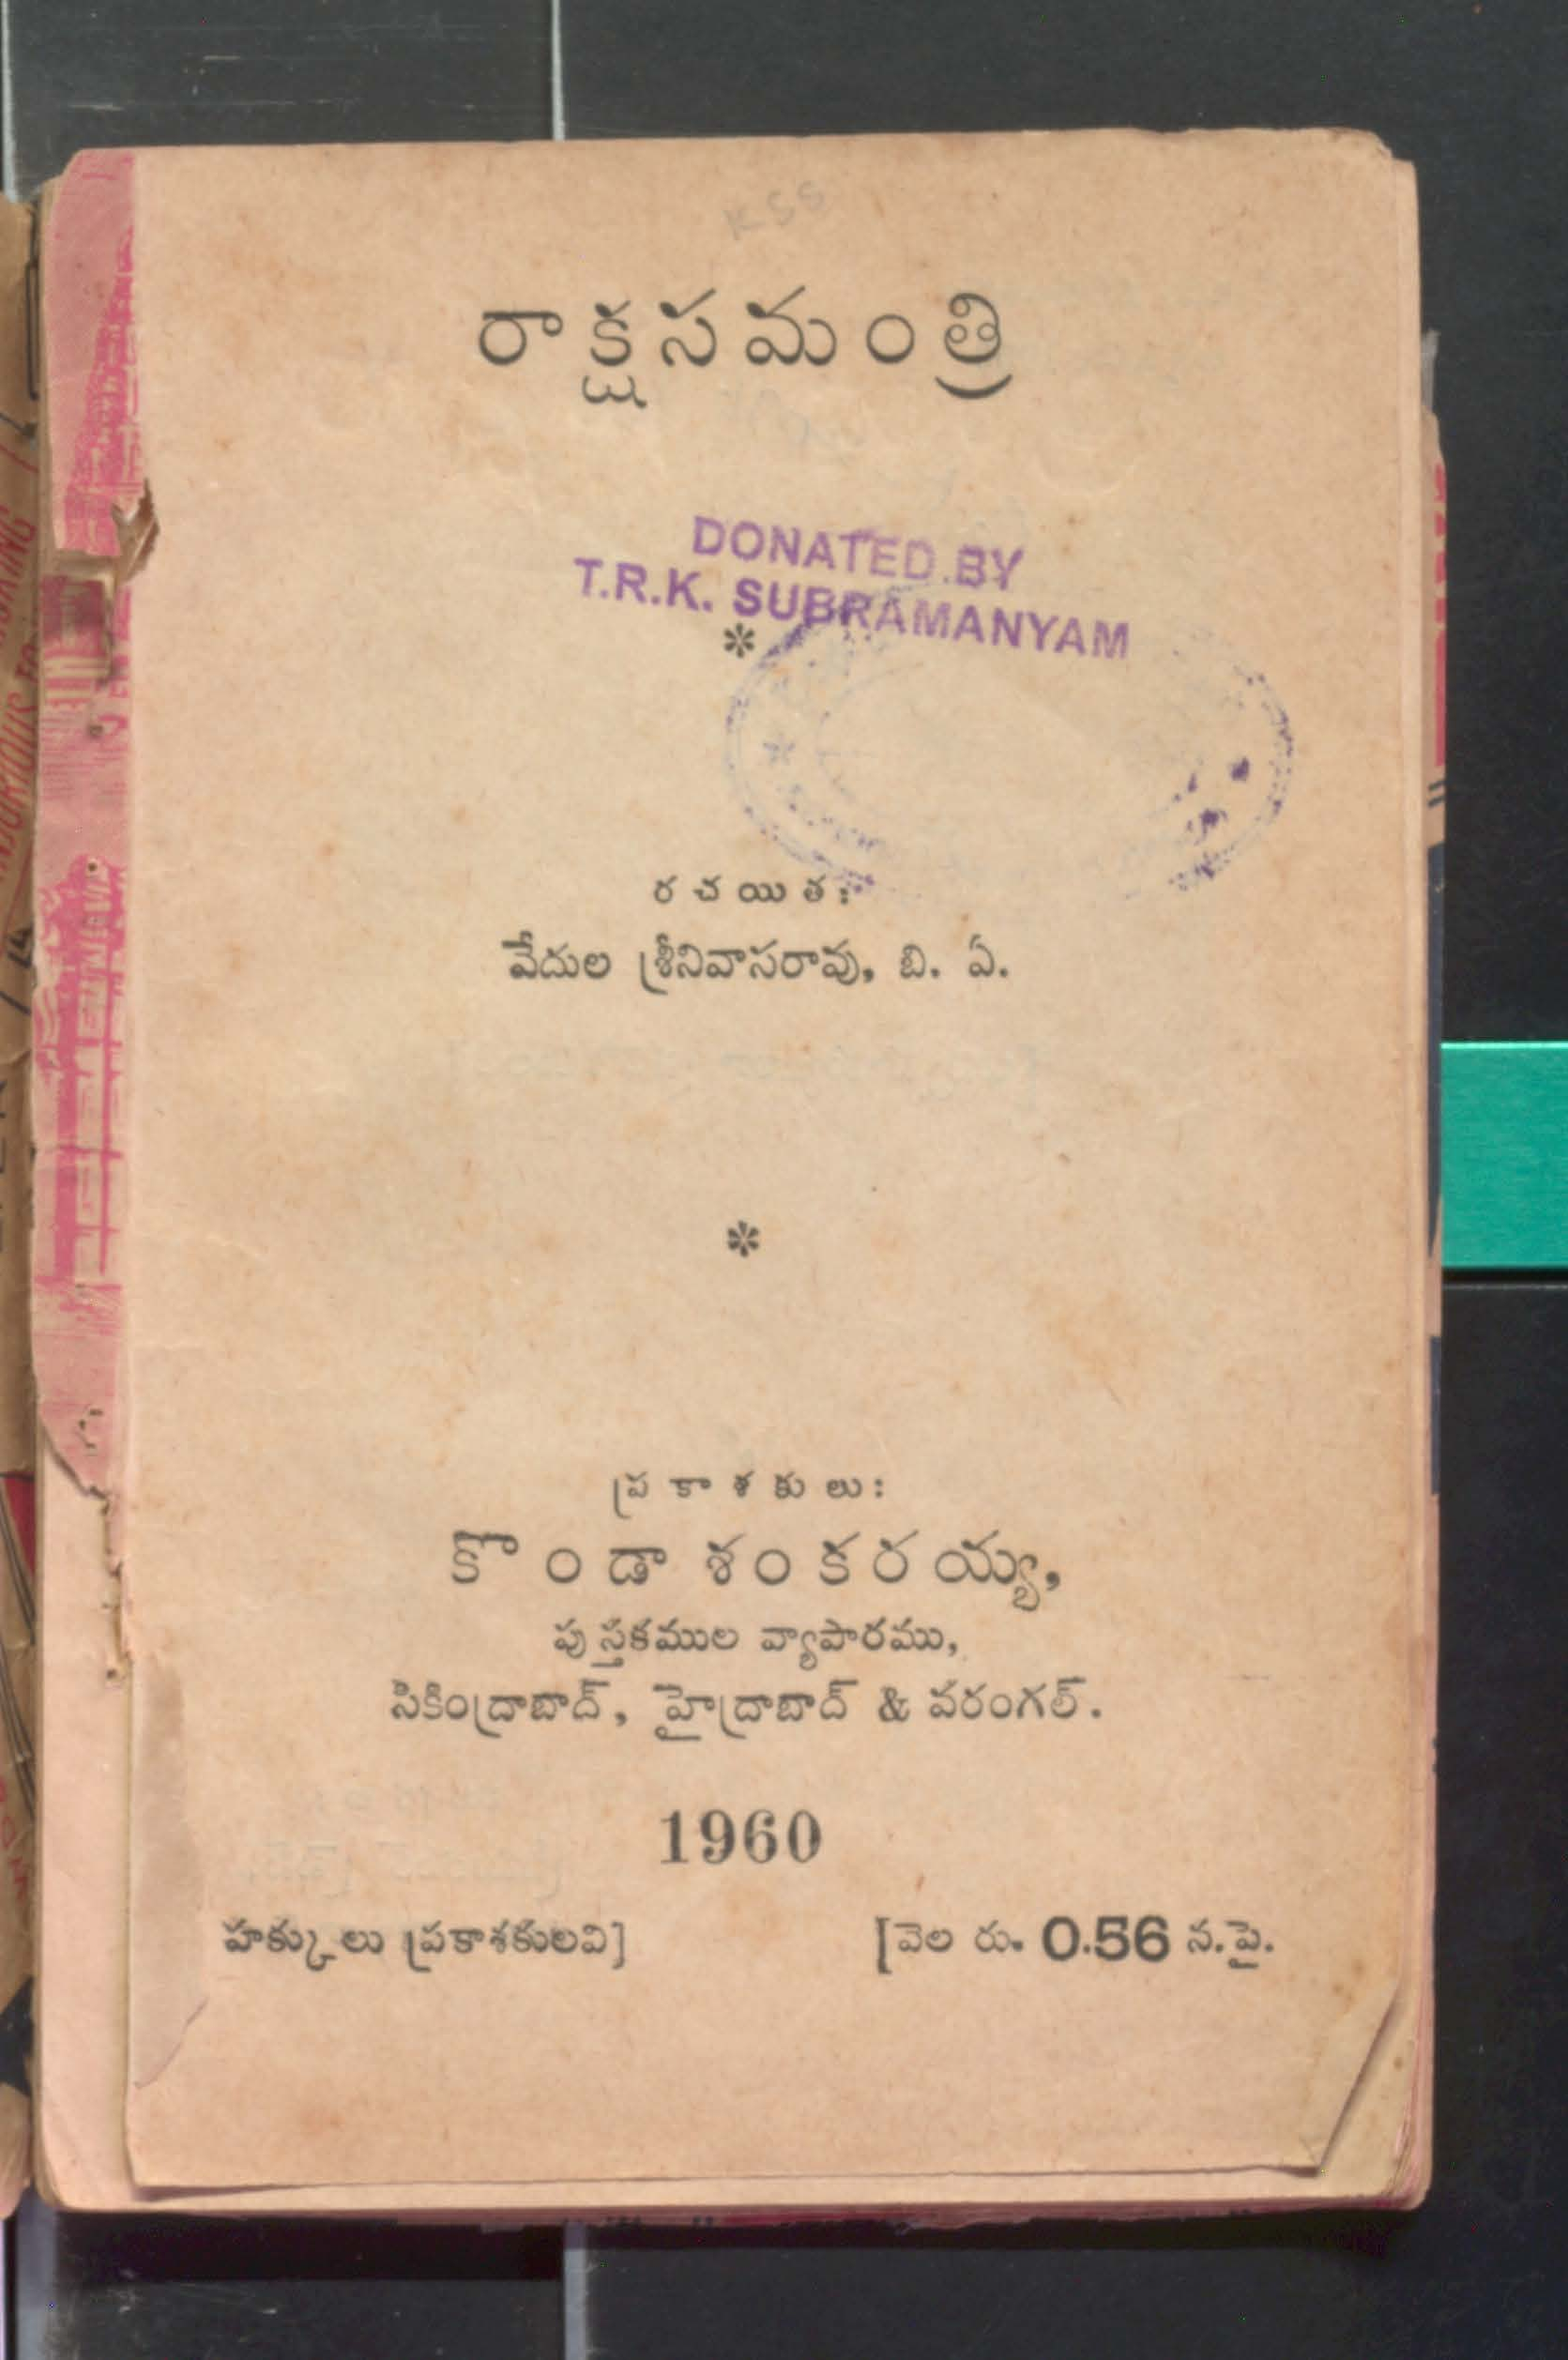 KSS
రాక్షసమంత్రి
DONATED BY
T.R.K. SUBRAMANYAM
*
రచయిత:
వేదుల శ్రీనివాసరావు, బి. ఏ.
*
ప్రకాశకులు:
కొండా శంకరయ్య,
పుస్తకముల వ్యాపారము,
సికింద్రాబాద్, హైద్రాబాద్ & వరంగల్.
1960
హక్కులు ప్రకాశకులవి] [వెల రు. 0.56 న.పై.